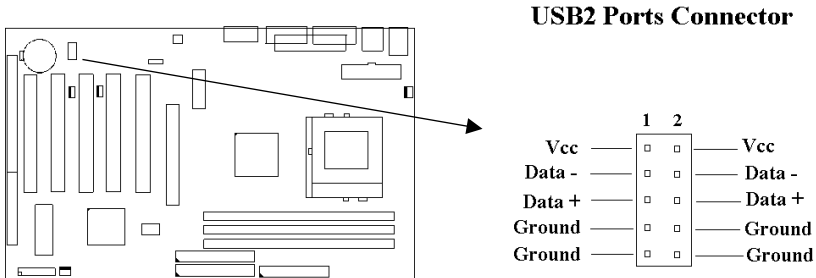 USB2 Ports Connector
1 2
Vcc Vcc
Data - Data -
Data + Data +
Ground Ground
Ground Ground